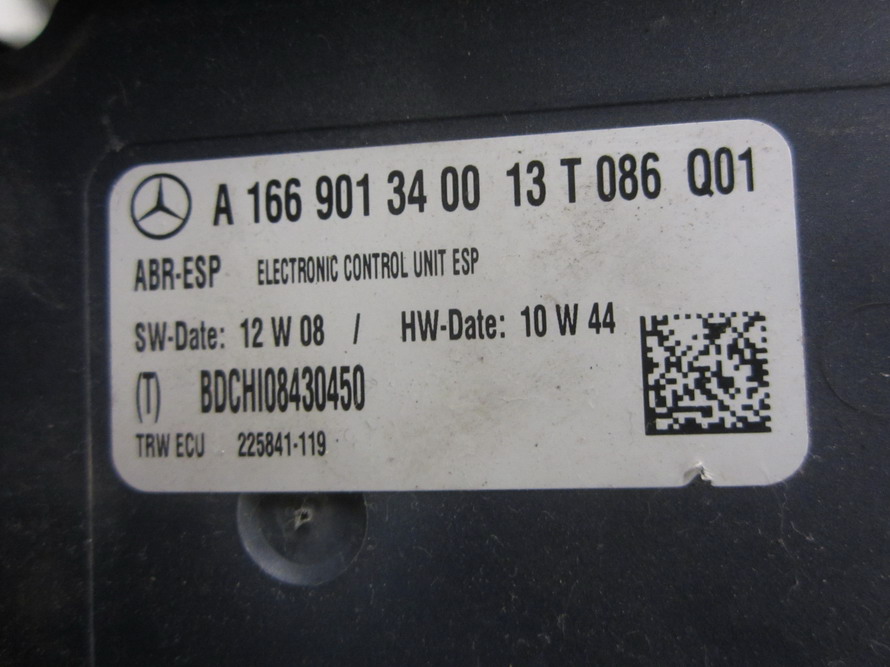 A 166 901 34 00 13 T 086 Q01
ABR-ESP ELECTRONIC CONTROL UNIT ESP
SW-Date: 12 W 08 / HW-Date: 10 W 44
(T) BDCHI08430450
TRW ECU 225841-119